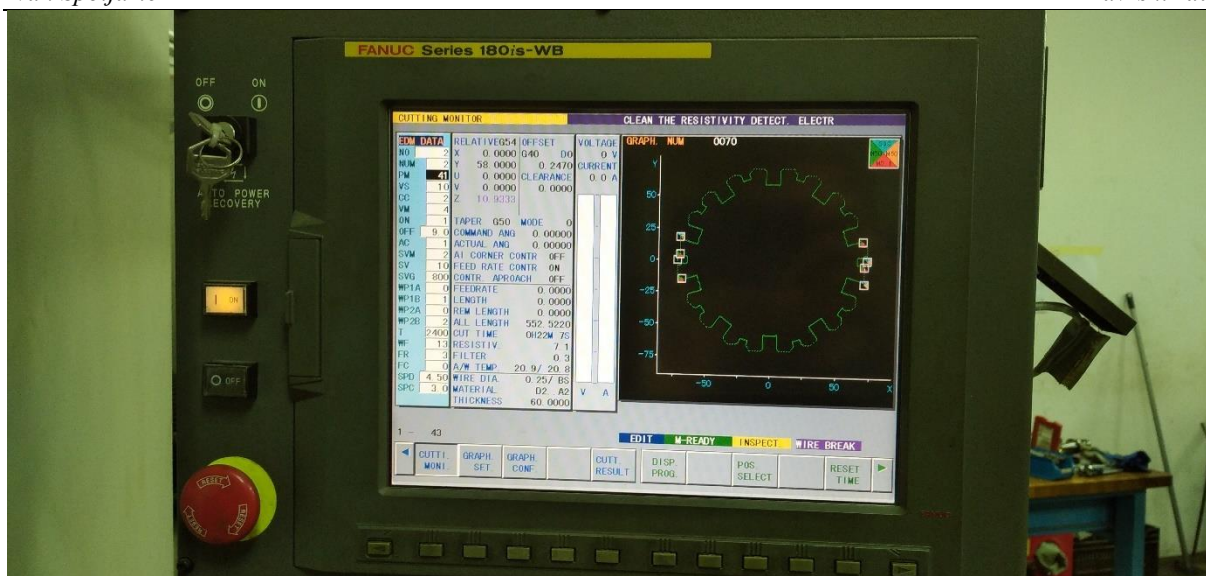 FANUC Series 180is-WB
OFF ON
AUTO POWER
RECOVERY
ON
OFF
RESET
RESET
RESET
CUTTING MONITOR CLEAN THE RESISTIVITY DETECT. ELECTR
EDM DATA
NO 2
NUM 2
PM 41
VS 10
CC 2
VM 4
ON 1
OFF 9.0
AC 1
SVM 2
SV 10
SVG 800
WP1A 0
WP1B 1
WP2A 0
WP2B 2
T 2400
WF 13
FR 3
FC 0
SPD 4.50
SPC 3.0
RELATIVE G54 OFFSET
X 0.0000 G40 D0
Y 58.0000 0.2470
U 0.0000 CLEARANCE
V 0.0000 0.0000
Z 10.9333
TAPER G50 MODE 0
COMMAND ANG 0.00000
ACTUAL ANG 0.00000
AI CORNER CONTR OFF
FEED RATE CONTR ON
CONTR. APROACH OFF
FEEDRATE 0.0000
LENGTH 0.0000
REM LENGTH 0.0000
ALL LENGTH 552.5220
CUT TIME 0H22M 7S
RESISTIV. 7.1
FILTER 0.3
A/W TEMP 20.9/ 20.8
WIRE DIA. 0.25/ BS
MATERIAL D2. A2
THICKNESS 60.0000
VOLTAGE
0 V
CURRENT
0.0 A
V A
GRAPH. NUM 0070
Y
50
25
0
-25
-50
-75
-50 0 50 X
1 - 43
EDIT M-READY INSPECT. WIRE BREAK
CUTTI. MONI
GRAPH. SET.
GRAPH. CONF.
CUTT. RESULT
DISP. PROG.
POS. SELECT
RESET TIME